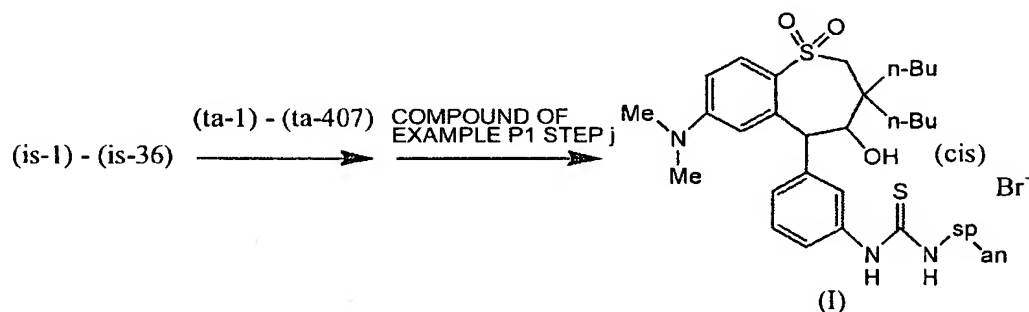 (is-1) - (is-36)
(ta-1) - (ta-407)
COMPOUND OF
EXAMPLE P1 STEP j
O
O
S
n-Bu
n-Bu
Me
N
Me
OH
(cis)
Br-
S
N
H
N
H
sp
an
(I)